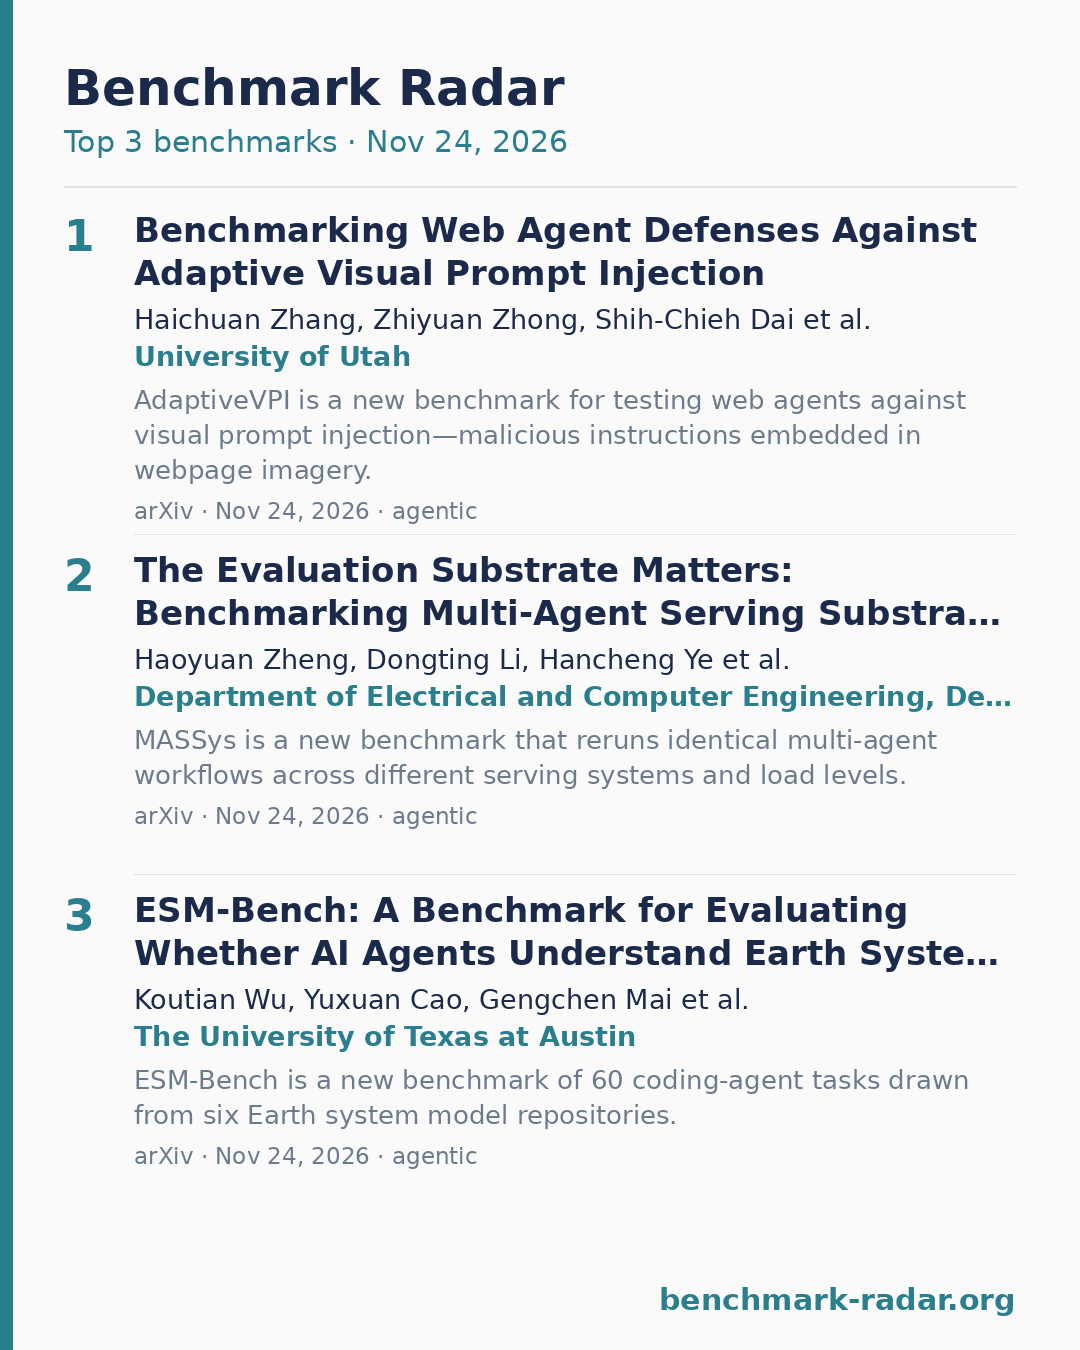 Benchmark Radar
Top 3 benchmarks · Nov 24, 2026
1
Benchmarking Web Agent Defenses Against
Adaptive Visual Prompt Injection
Haichuan Zhang, Zhiyuan Zhong, Shih-Chieh Dai et al.
University of Utah
AdaptiveVPI is a new benchmark for testing web agents against
visual prompt injection—malicious instructions embedded in
webpage imagery.
arXiv · Nov 24, 2026 · agentic
2
The Evaluation Substrate Matters:
Benchmarking Multi-Agent Serving Substra…
Haoyuan Zheng, Dongting Li, Hancheng Ye et al.
Department of Electrical and Computer Engineering, De…
MASSys is a new benchmark that reruns identical multi-agent
workflows across different serving systems and load levels.
arXiv · Nov 24, 2026 · agentic
3
ESM-Bench: A Benchmark for Evaluating
Whether AI Agents Understand Earth Syste…
Koutian Wu, Yuxuan Cao, Gengchen Mai et al.
The University of Texas at Austin
ESM-Bench is a new benchmark of 60 coding-agent tasks drawn
from six Earth system model repositories.
arXiv · Nov 24, 2026 · agentic
benchmark-radar.org